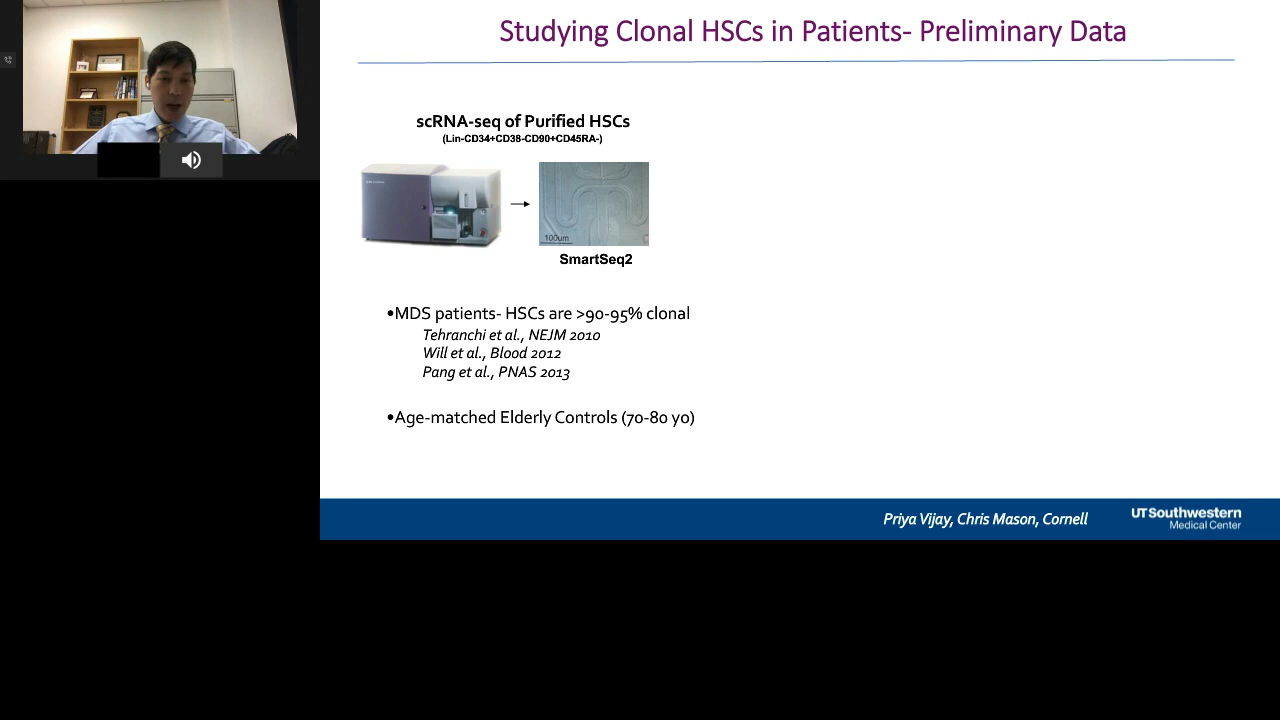 Studying Clonal HSCs in Patients- Preliminary Data
scRNA-seq of Purified HSCs
(Lin-CD34+CD38-CD90+CD45RA-)
100um
SmartSeq2
•MDS patients- HSCs are >90-95% clonal
Tehranchi et al., NEJM 2010
Will et al., Blood 2012
Pang et al., PNAS 2013
•Age-matched Elderly Controls (70-80 yo)
Priya Vijay, Chris Mason, Cornell
UT Southwestern
Medical Center